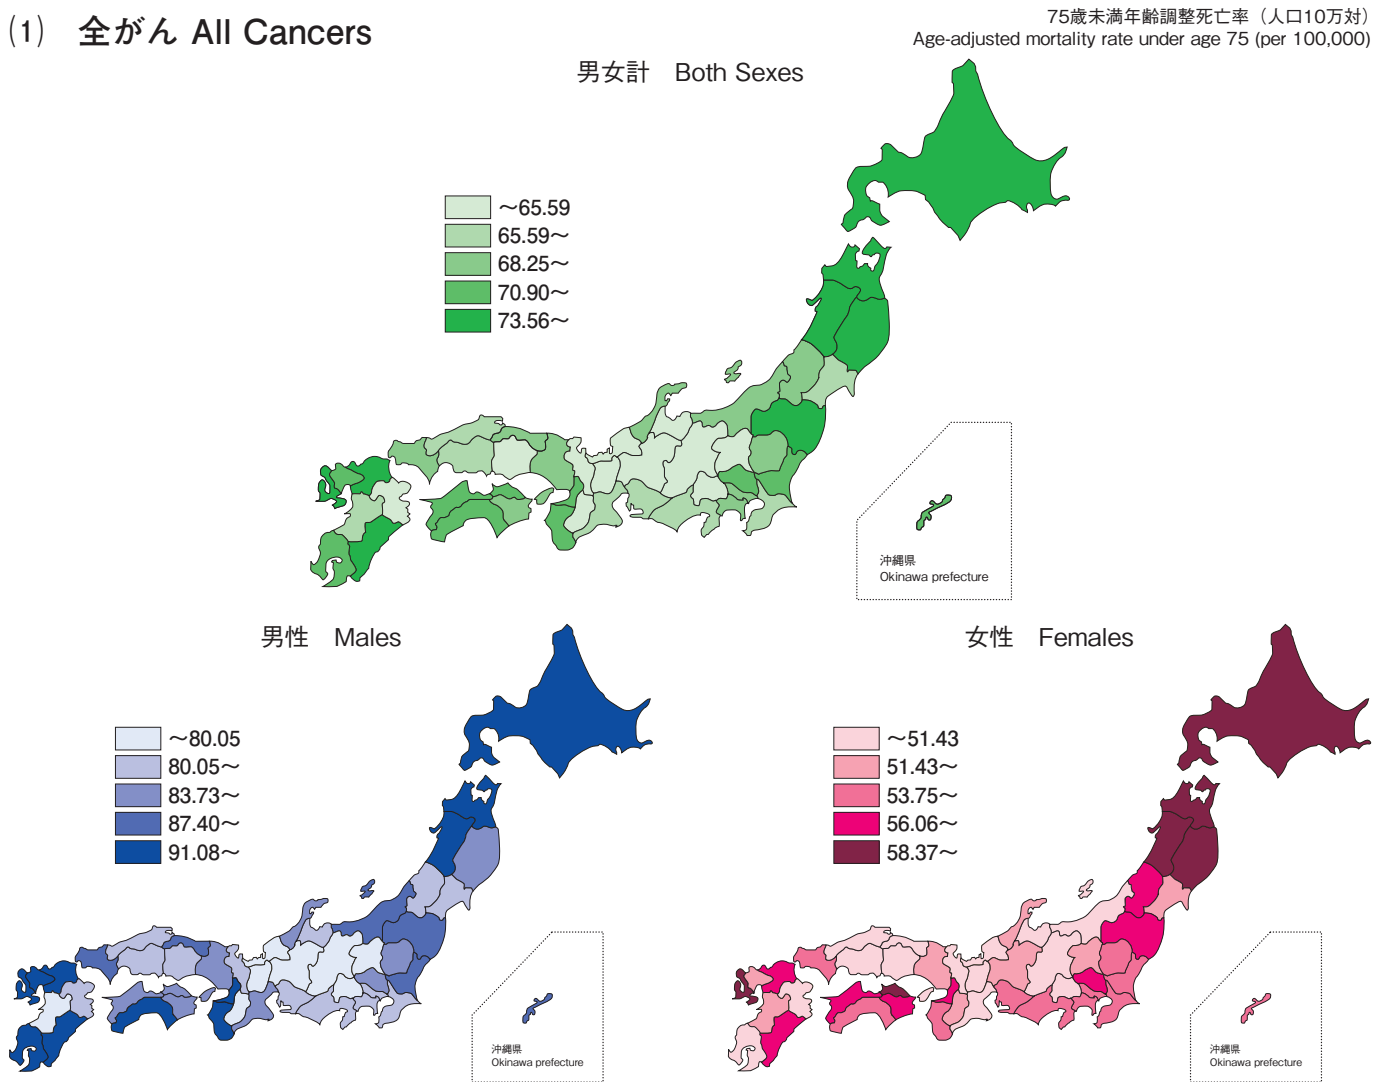 (1) 全がん All Cancers
75歳未満年齢調整死亡率（人口10万対）
Age-adjusted mortality rate under age 75 (per 100,000)
男女計 Both Sexes
～65.59
65.59～
68.25～
70.90～
73.56～
沖縄県
Okinawa prefecture
男性 Males
～80.05
80.05～
83.73～
87.40～
91.08～
沖縄県
Okinawa prefecture
女性 Females
～51.43
51.43～
53.75～
56.06～
58.37～
沖縄県
Okinawa prefecture